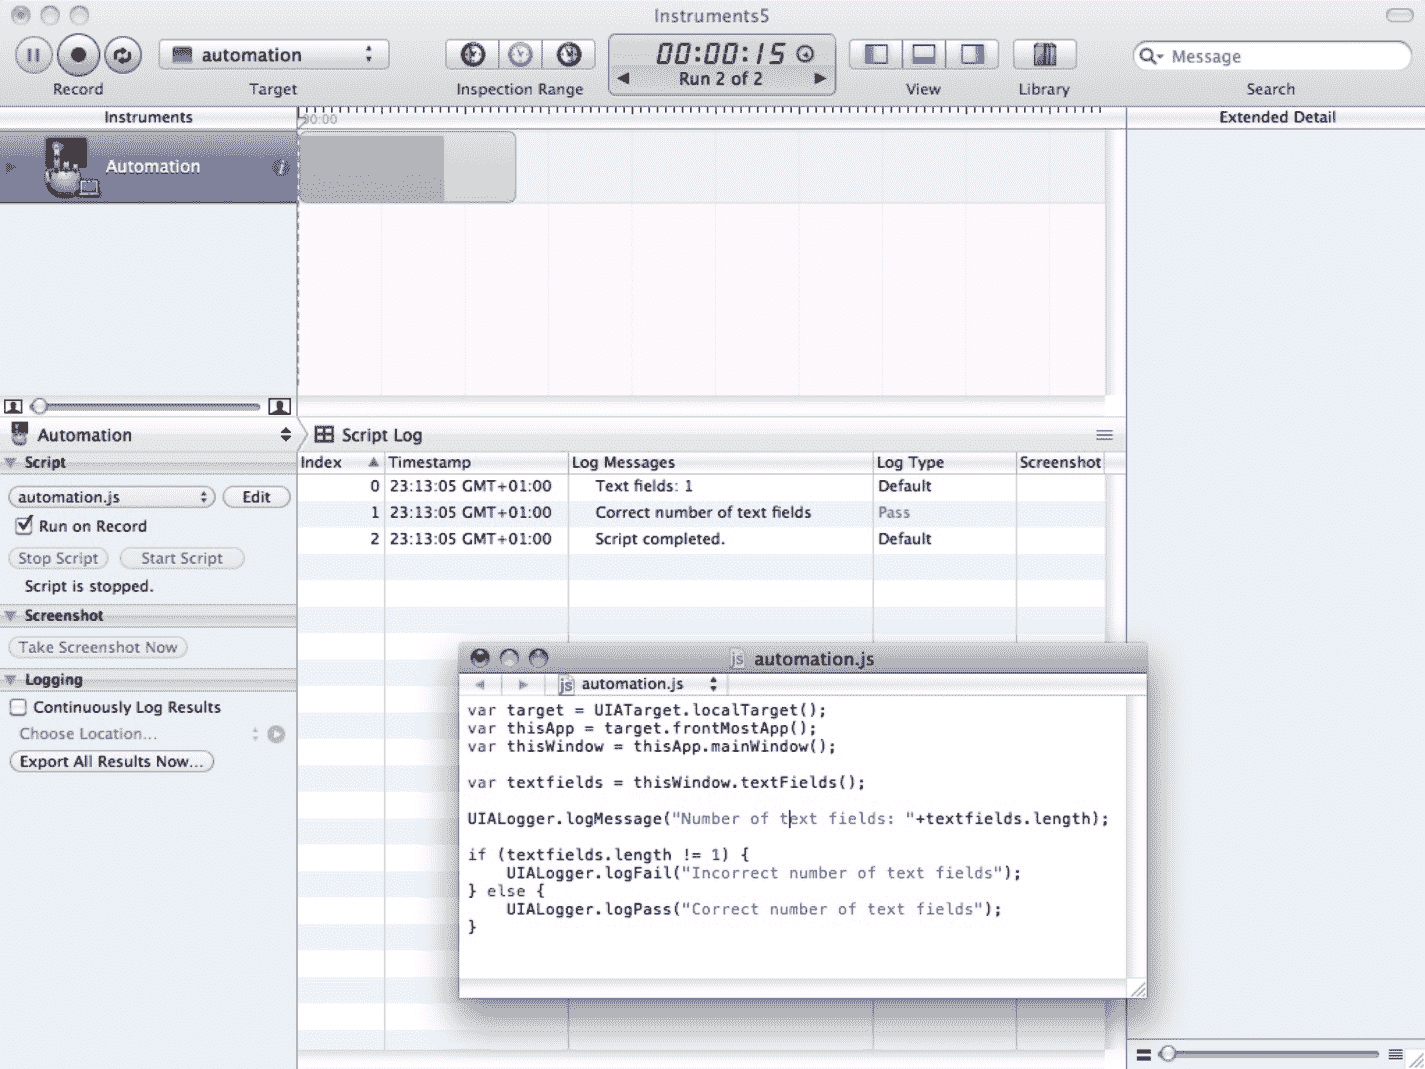 Instruments5
automation
00:00:15
Run 2 of 2
Message
Record
Target
Inspection Range
View
Library
Search
Instruments
00:00
Extended Detail
Automation
Automation
Script Log
Script
Index Timestamp Log Messages Log Type Screenshot
0 23:13:05 GMT+01:00 Text fields: 1 Default
1 23:13:05 GMT+01:00 Correct number of text fields Pass
2 23:13:05 GMT+01:00 Script completed. Default
automation.js Edit
Run on Record
Stop Script Start Script
Script is stopped.
Screenshot
Take Screenshot Now
Logging
Continuously Log Results
Choose Location...
Export All Results Now...
js automation.js
js automation.js
var target = UIATarget.localTarget();
var thisApp = target.frontMostApp();
var thisWindow = thisApp.mainWindow();
var textfields = thisWindow.textFields();
UIALogger.logMessage("Number of text fields: "+textfields.length);
if (textfields.length != 1) {
UIALogger.logFail("Incorrect number of text fields");
} else {
UIALogger.logPass("Correct number of text fields");
}